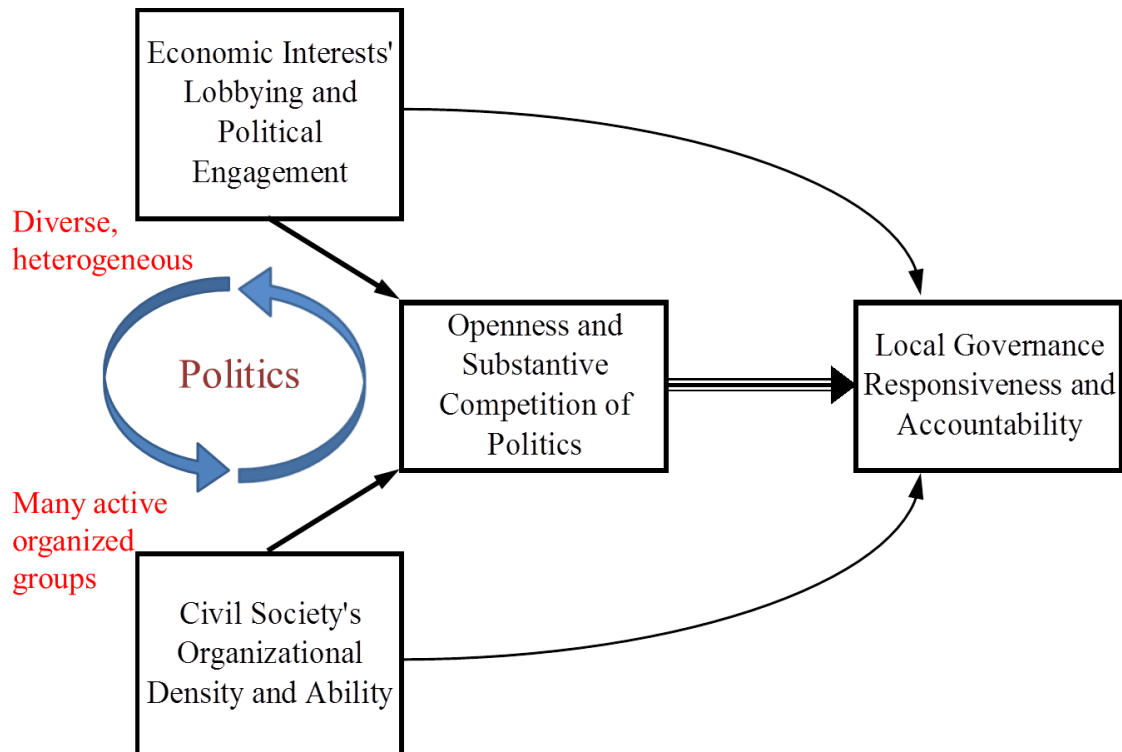 Economic Interests'
Lobbying and
Political
Engagement
Diverse,
heterogeneous
Politics
Openness and
Substantive
Competition of
Politics
Local Governance
Responsiveness and
Accountability
Many active
organized
groups
Civil Society's
Organizational
Density and Ability